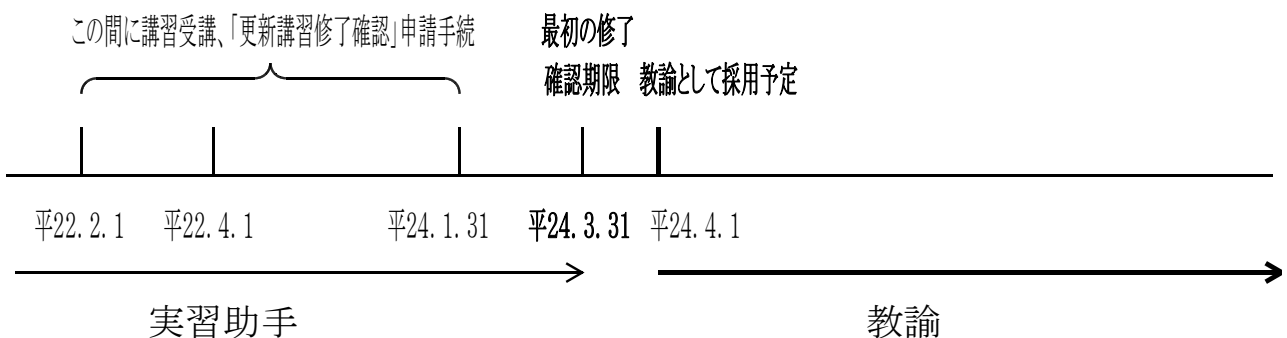 この間に講習受講、「更新講習修了確認」申請手続
最初の修了
確認期限 教諭として採用予定
平22.2.1 平22.4.1 平24.1.31 平24.3.31 平24.4.1
実習助手 教諭